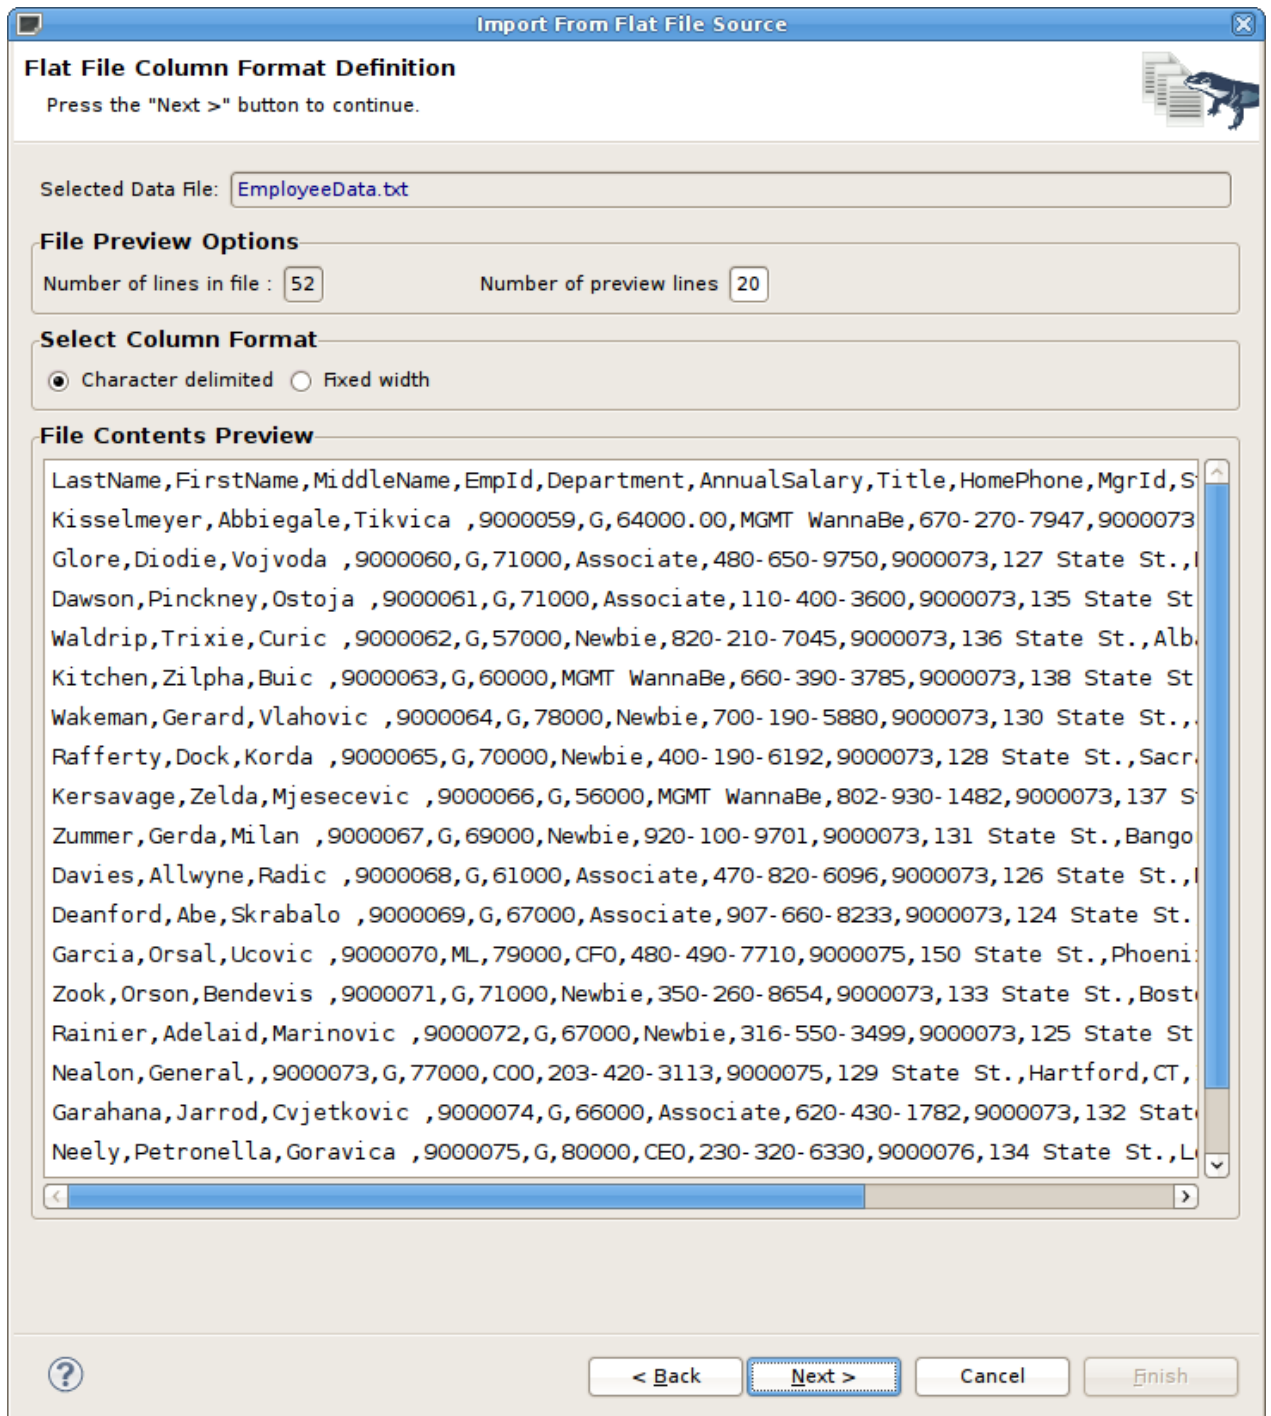 Import From Flat File Source
Flat File Column Format Definition
Press the "Next >" button to continue.
Selected Data File: EmployeeData.txt
File Preview Options
Number of lines in file : 52 Number of preview lines 20
Select Column Format
Character delimited Fixed width
File Contents Preview
LastName,FirstName,MiddleName,EmpId,Department,AnnualSalary,Title,HomePhone,MgrId,S
Kisselmeyer,Abbiegale,Tikvica ,9000059,G,64000.00,MGMT WannaBe,670-270-7947,9000073
Glore,Diodie,Vojvoda ,9000060,G,71000,Associate,480-650-9750,9000073,127 State St.,
Dawson,Pinckney,Ostoja ,9000061,G,71000,Associate,110-400-3600,9000073,135 State St
Waldrip,Trixie,Curic ,9000062,G,57000,Newbie,820-210-7045,9000073,136 State St.,Alb
Kitchen,Zilpha,Buic ,9000063,G,60000,MGMT WannaBe,660-390-3785,9000073,138 State St
Wakeman,Gerard,Vlahovic ,9000064,G,78000,Newbie,700-190-5880,9000073,130 State St.,
Rafferty,Dock,Korda ,9000065,G,70000,Newbie,400-190-6192,9000073,128 State St.,Sacr
Kersavage,Zelda,Mjesecevic ,9000066,G,56000,MGMT WannaBe,802-930-1482,9000073,137 S
Zummer,Gerda,Milan ,9000067,G,69000,Newbie,920-100-9701,9000073,131 State St.,Bango
Davies,Allwyne,Radic ,9000068,G,61000,Associate,470-820-6096,9000073,126 State St.,
Deanford,Abe,Skrabalo ,9000069,G,67000,Associate,907-660-8233,9000073,124 State St.
Garcia,Orsal,Ucovic ,9000070,ML,79000,CFO,480-490-7710,9000075,150 State St.,Phoeni
Zook,Orson,Bendevis ,9000071,G,71000,Newbie,350-260-8654,9000073,133 State St.,Bost
Rainier,Adelaid,Marinovic ,9000072,G,67000,Newbie,316-550-3499,9000073,125 State St
Nealon,General,,9000073,G,77000,COO,203-420-3113,9000075,129 State St.,Hartford,CT,
Garahana,Jarrod,Cvjetkovic ,9000074,G,66000,Associate,620-430-1782,9000073,132 Stat
Neely,Petronella,Goravica ,9000075,G,80000,CEO,230-320-6330,9000076,134 State St.,L
< Back Next > Cancel Finish